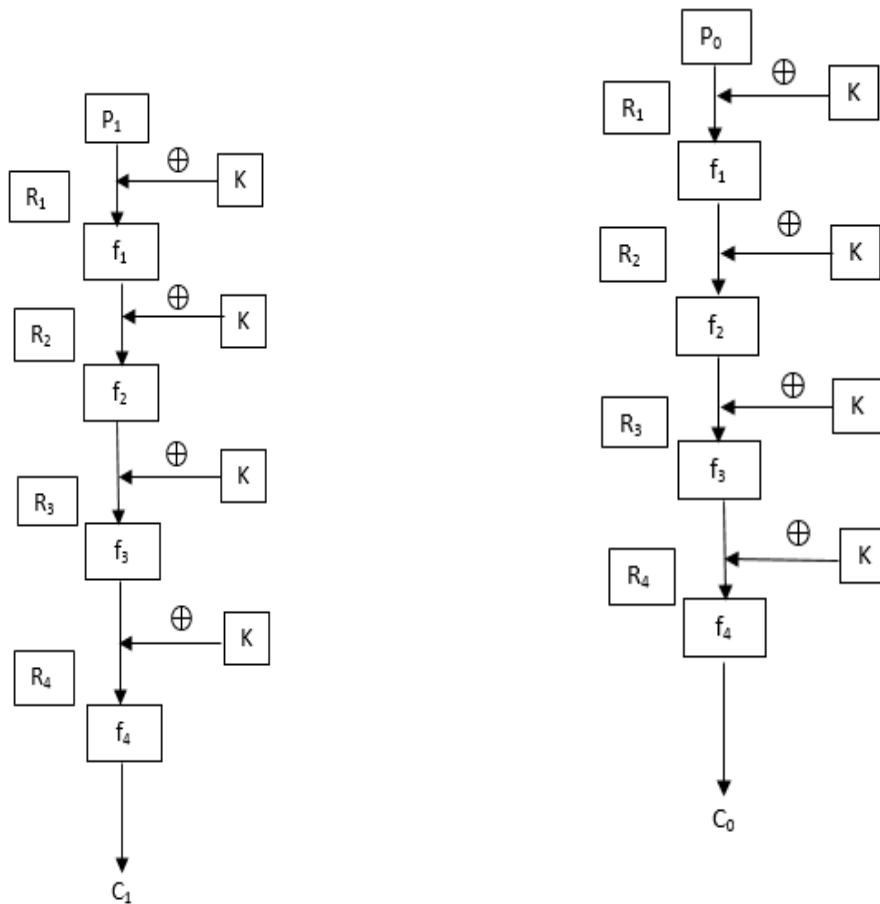 P₁
⊕
K
R₁
f₁
⊕
K
R₂
f₂
⊕
K
R₃
f₃
⊕
K
R₄
f₄
C₁
P₀
⊕
K
R₁
f₁
⊕
K
R₂
f₂
⊕
K
R₃
f₃
⊕
K
R₄
f₄
C₀